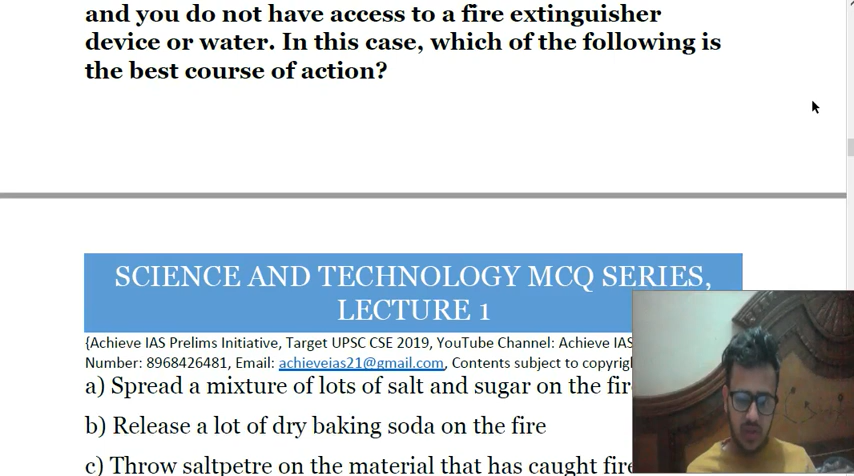 and you do not have access to a fire extinguisher
device or water. In this case, which of the following is
the best course of action?
SCIENCE AND TECHNOLOGY MCQ SERIES,
LECTURE 1
{Achieve IAS Prelims Initiative, Target UPSC CSE 2019, YouTube Channel: Achieve IAS
Number: 8968426481, Email: achieveias21@gmail.com, Contents subject to
a) Spread a mixture of lots of salt and sugar on the
b) Release a lot of dry baking soda on the fire
c) Throw saltpetre on the material that has caught fire